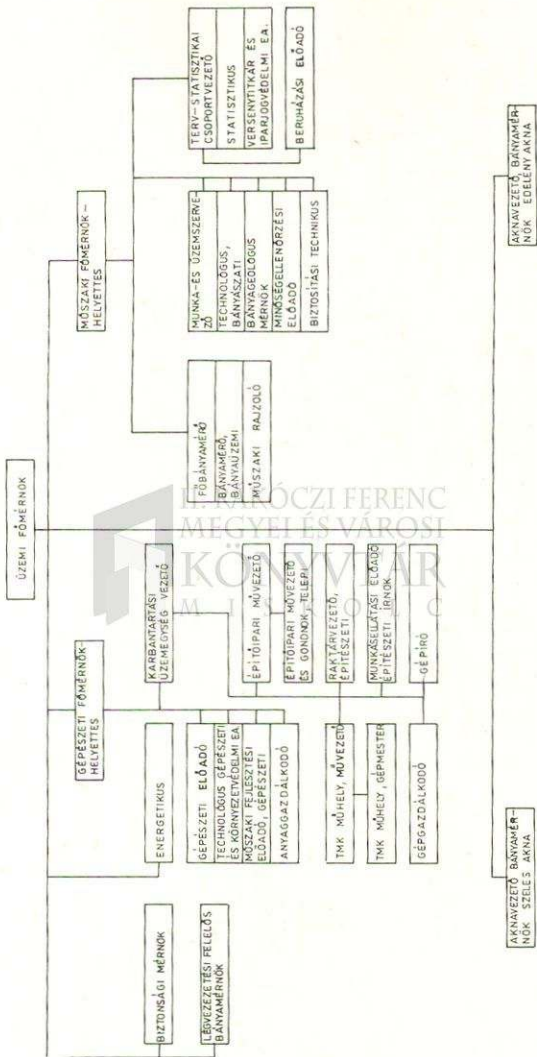 ÜZEMI FŐMÉRNÖK
GÉPÉSZETI FŐMÉRNÖK-
HELYETTES
MŰSZAKI FŐMÉRNÖK-
HELYETTES
BIZTONSÁGI MÉRNÖK
LÉGVEZETÉSI FELELŐS
BÁNYAMÉRNÖK
ENERGETIKUS
GÉPÉSZETI ELŐADÓ
TECHNOLÓGUS GÉPÉSZETI
ÉS KÖRNYEZETVÉDELMI EA.
MŰSZAKI FEJLESZTÉSI
ELŐADÓ, GÉPÉSZETI
ANYAGGAZDÁLKODÓ
KARBANTARTÁSI
ÜZEMEGYSÉG VEZETŐ
TMK MŰHELY, MŰVEZETŐ
TMK MŰHELY, GÉPMESTER
GÉPGAZDÁLKODÓ
ÉPÍTŐIPARI MŰVEZETŐ
ÉPÍTŐIPARI MŰVEZETŐ
ÉS GONDNOK TELEPI
RAKTÁRVEZETŐ,
ÉPÍTÉSZETI
MUNKÁSELLÁTÁSI ELŐADÓ
ÉPÍTÉSZETI ÍRNOK
GÉPÍRÓ
FŐBÁNYAMÉRŐ
BÁNYAMÉRŐ,
BÁNYAÜZEMI
MŰSZAKI RAJZOLÓ
MUNKA-ÉS ÜZEMSZERVE-
ZŐ
TECHNOLÓGUS,
BÁNYÁSZATI
BÁNYAGEOLÓGUS
MÉRNÖK
MINŐSÉGELLENŐRZÉSI
ELŐADÓ
BIZTOSÍTÁSI TECHNIKUS
TERV-STATISZTIKAI
CSOPORTVEZETŐ
STATISZTIKUS
VERSENYTITKÁR ÉS
IPARJOGVÉDELMI EA.
BERUHÁZÁSI ELŐADÓ
AKNAVEZETŐ BÁNYAMÉR-
NÖK SZELES AKNA
AKNAVEZETŐ, BÁNYAMÉR-
NÖK EDELÉNY AKNA
II. RÁKÓCZI FERENC
MEGYEI ÉS VÁROSI
KÖNYVTÁR
MISKOLC